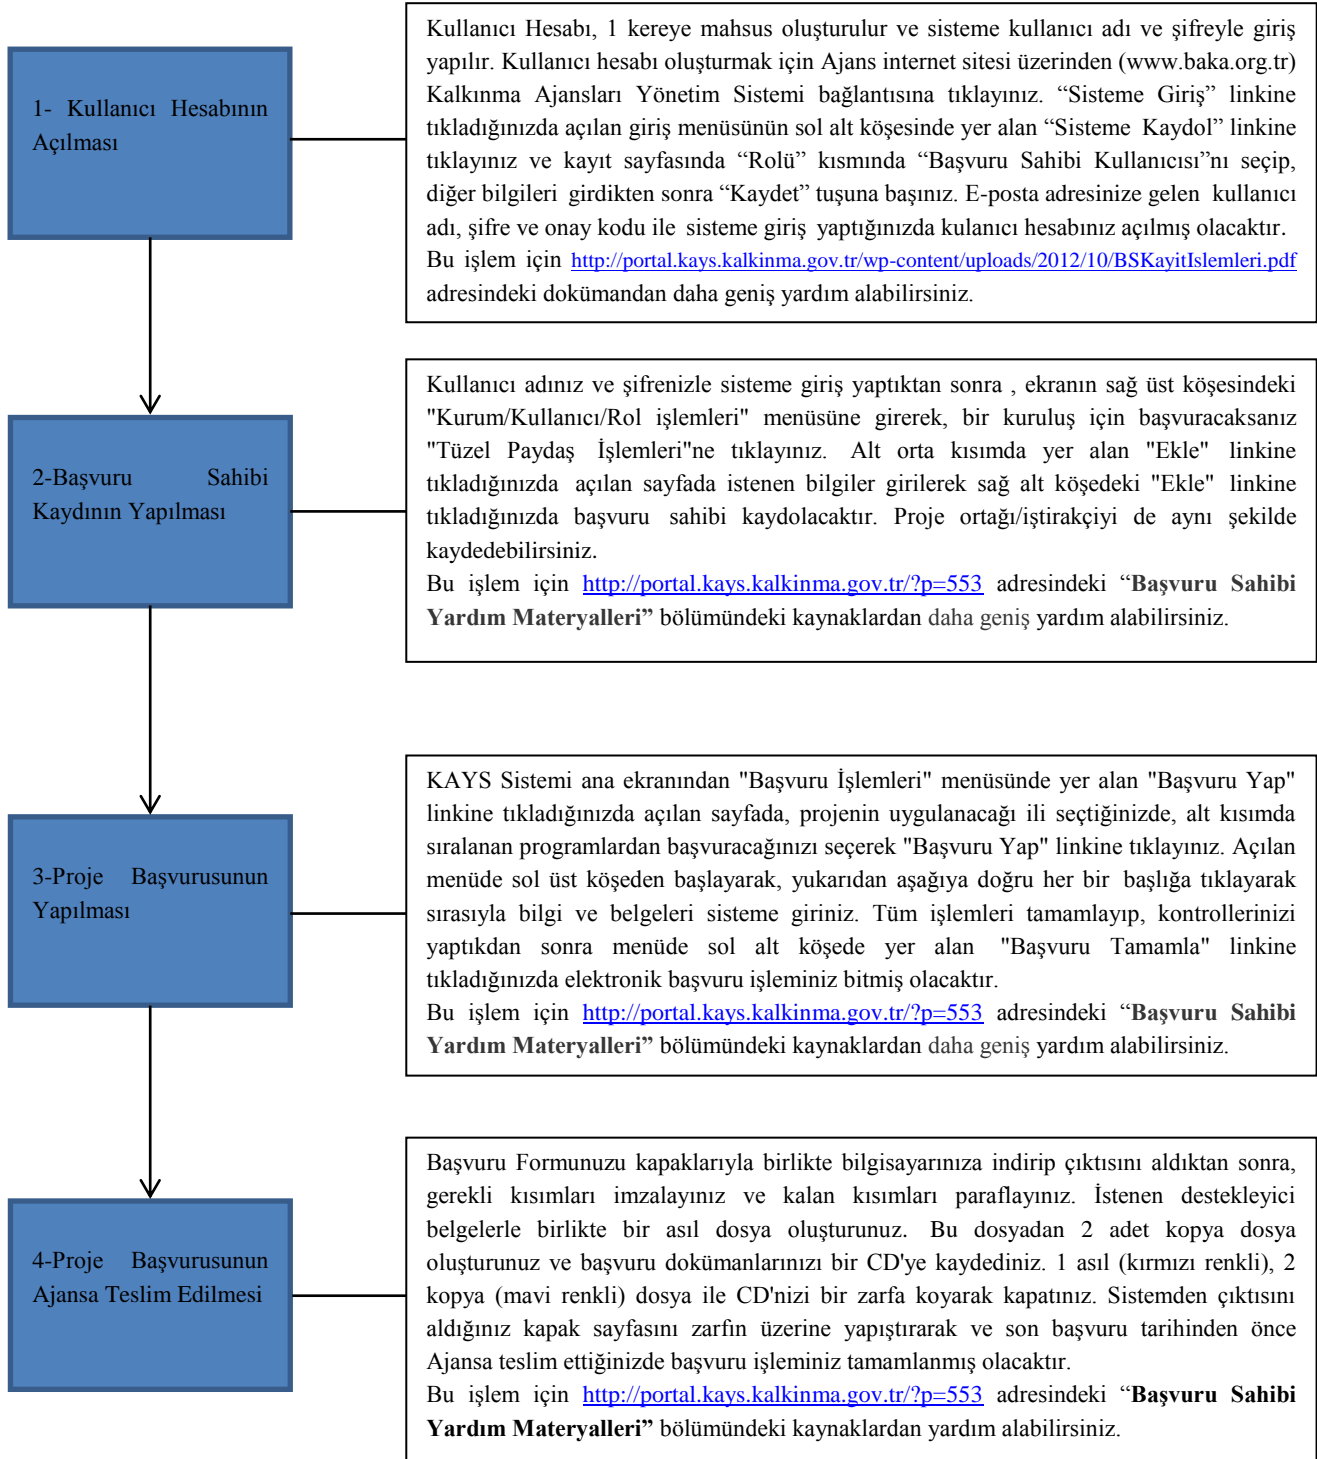 1- Kullanıcı Hesabının
Açılması
Kullanıcı Hesabı, 1 kereye mahsus oluşturulur ve sisteme kullanıcı adı ve şifreyle giriş
yapılır. Kullanıcı hesabı oluşturmak için Ajans internet sitesi üzerinden (www.baka.org.tr)
Kalkınma Ajansları Yönetim Sistemi bağlantısına tıklayınız. “Sisteme Giriş” linkine
tıkladığınızda açılan giriş menüsünün sol alt köşesinde yer alan “Sisteme Kaydol” linkine
tıklayınız ve kayıt sayfasında “Rolü” kısmında “Başvuru Sahibi Kullanıcısı”nı seçip,
diğer bilgileri girdikten sonra “Kaydet” tuşuna başınız. E-posta adresinize gelen kullanıcı
adı, şifre ve onay kodu ile sisteme giriş yaptığınızda kulanıcı hesabınız açılmış olacaktır.
Bu işlem için http://portal.kays.kalkinma.gov.tr/wp-content/uploads/2012/10/BSKayitIslemleri.pdf
adresindeki dokümandan daha geniş yardım alabilirsiniz.
2-Başvuru Sahibi
Kaydının Yapılması
Kullanıcı adınız ve şifrenizle sisteme giriş yaptıktan sonra , ekranın sağ üst köşesindeki
"Kurum/Kullanıcı/Rol işlemleri" menüsüne girerek, bir kuruluş için başvuracaksanız
"Tüzel Paydaş İşlemleri"ne tıklayınız. Alt orta kısımda yer alan "Ekle" linkine
tıkladığınızda açılan sayfada istenen bilgiler girilerek sağ alt köşedeki "Ekle" linkine
tıkladığınızda başvuru sahibi kaydolacaktır. Proje ortağı/iştirakçiyi de aynı şekilde
kaydedebilirsiniz.
Bu işlem için http://portal.kays.kalkinma.gov.tr/?p=553 adresindeki “Başvuru Sahibi
Yardım Materyalleri” bölümündeki kaynaklardan daha geniş yardım alabilirsiniz.
3-Proje Başvurusunun
Yapılması
KAYS Sistemi ana ekranından "Başvuru İşlemleri" menüsünde yer alan "Başvuru Yap"
linkine tıkladığınızda açılan sayfada, projenin uygulanacağı ili seçtiğinizde, alt kısımda
sıralanan programlardan başvuracağınızı seçerek "Başvuru Yap" linkine tıklayınız. Açılan
menüde sol üst köşeden başlayarak, yukarıdan aşağıya doğru her bir başlığa tıklayarak
sırasıyla bilgi ve belgeleri sisteme giriniz. Tüm işlemleri tamamlayıp, kontrollerinizi
yaptıkdan sonra menüde sol alt köşede yer alan "Başvuru Tamamla" linkine
tıkladığınızda elektronik başvuru işleminiz bitmiş olacaktır.
Bu işlem için http://portal.kays.kalkinma.gov.tr/?p=553 adresindeki “Başvuru Sahibi
Yardım Materyalleri” bölümündeki kaynaklardan daha geniş yardım alabilirsiniz.
4-Proje Başvurusunun
Ajansa Teslim Edilmesi
Başvuru Formunuzu kapaklarıyla birlikte bilgisayarınıza indirip çıktısını aldıktan sonra,
gerekli kısımları imzalayınız ve kalan kısımları paraflayınız. İstenen destekleyici
belgelerle birlikte bir asıl dosya oluşturunuz. Bu dosyadan 2 adet kopya dosya
oluşturunuz ve başvuru dokümanlarınızı bir CD'ye kaydediniz. 1 asıl (kırmızı renkli), 2
kopya (mavi renkli) dosya ile CD'nizi bir zarfa koyarak kapatınız. Sistemden çıktısını
aldığınız kapak sayfasını zarfın üzerine yapıştırarak ve son başvuru tarihinden önce
Ajansa teslim ettiğinizde başvuru işleminiz tamamlanmış olacaktır.
Bu işlem için http://portal.kays.kalkinma.gov.tr/?p=553 adresindeki “Başvuru Sahibi
Yardım Materyalleri” bölümündeki kaynaklardan yardım alabilirsiniz.